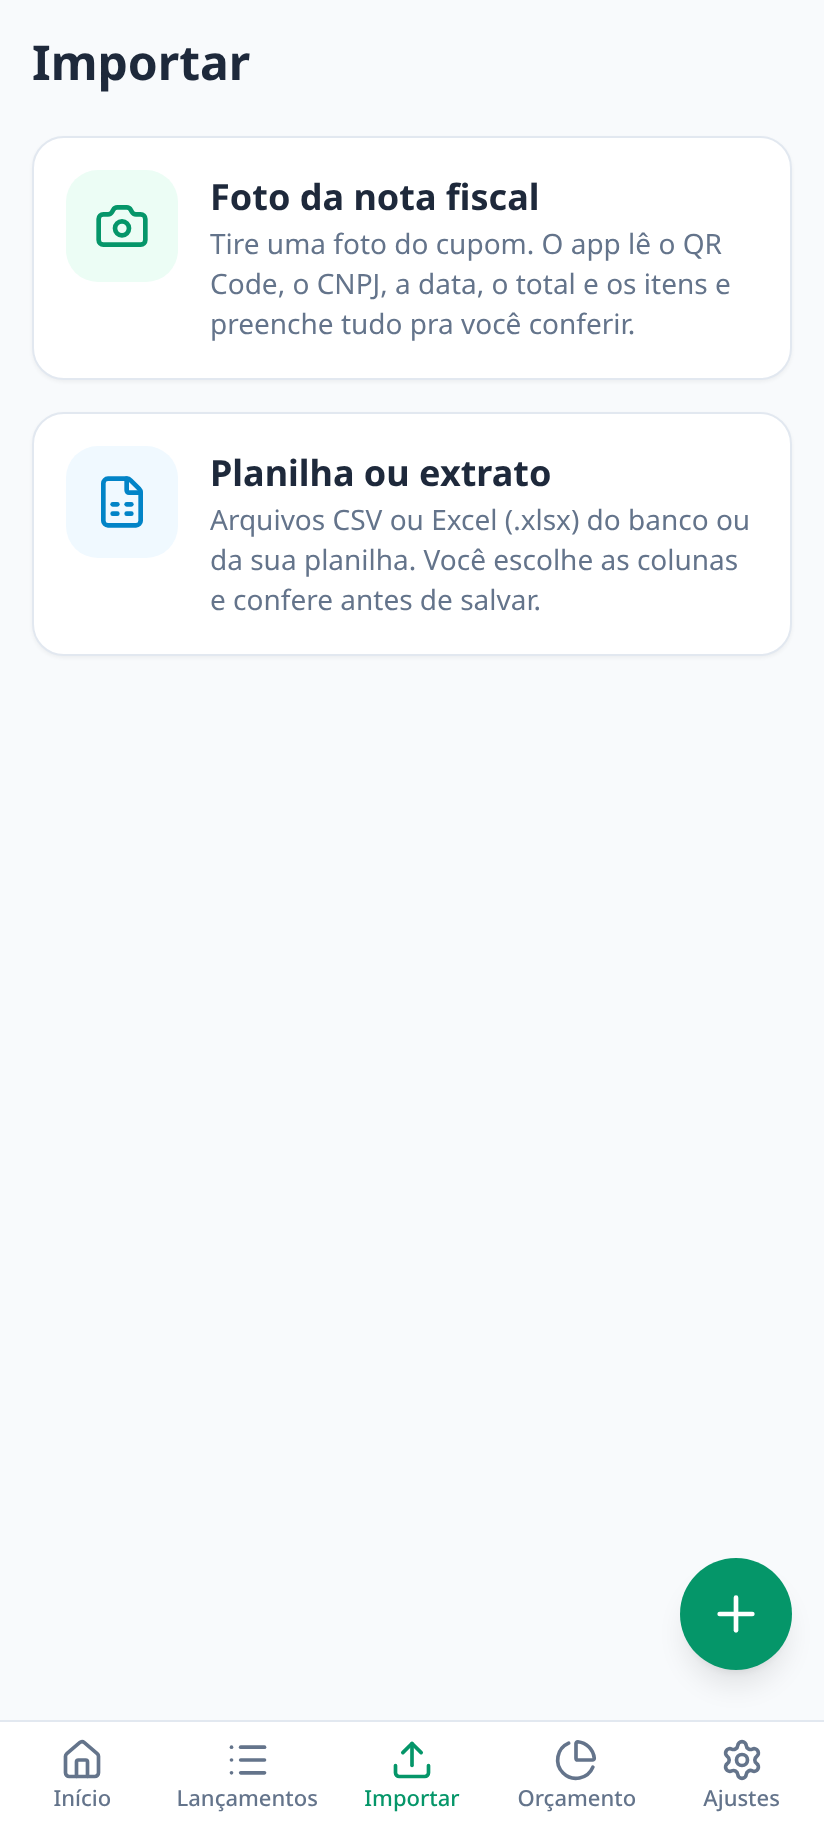 Importar
Foto da nota fiscal
Tire uma foto do cupom. O app lê o QR
Code, o CNPJ, a data, o total e os itens e
preenche tudo pra você conferir.
Planilha ou extrato
Arquivos CSV ou Excel (.xlsx) do banco ou
da sua planilha. Você escolhe as colunas
e confere antes de salvar.
Início
Lançamentos
Importar
Orçamento
Ajustes